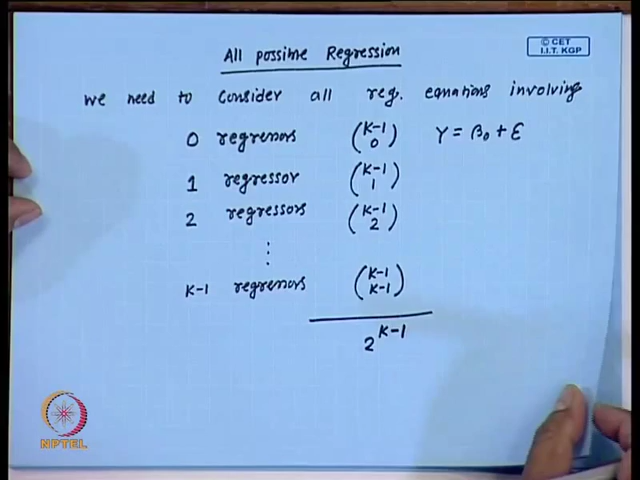 All possible Regression
© CET
I.I.T. KGP
we need to consider all reg. equations involving
0 regressors (K-1 0) Y = β0 + ε
1 regressor (K-1 1)
2 regressors (K-1 2)
⋮
K-1 regressors (K-1 K-1)
2^K-1
NPTEL